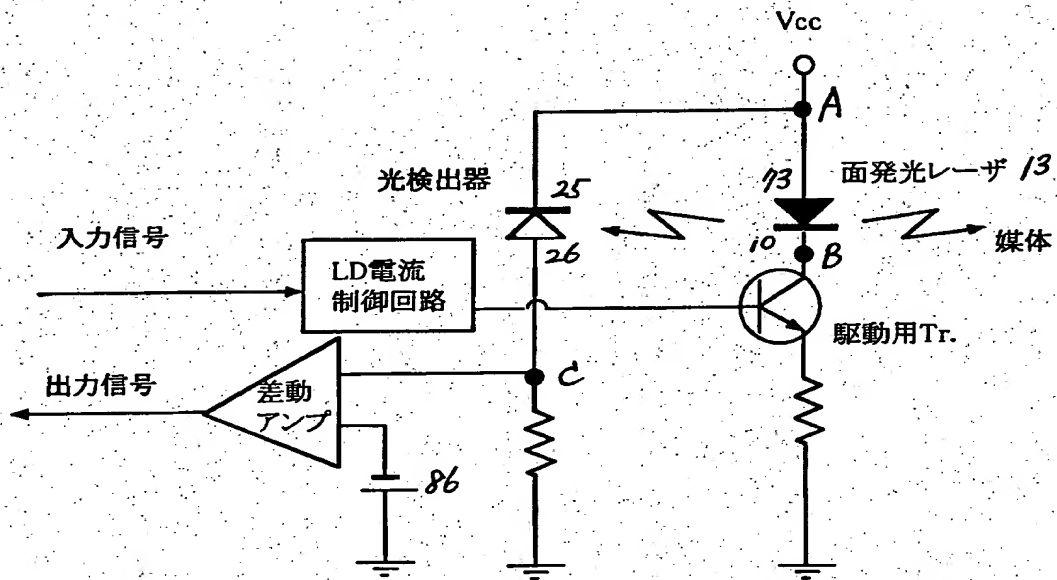 Vcc
A
光検出器
25
73
面発光レーザ 13
入力信号
26
10
B
媒体
LD電流
制御回路
駆動用Tr.
出力信号
差動
アンプ
C
86